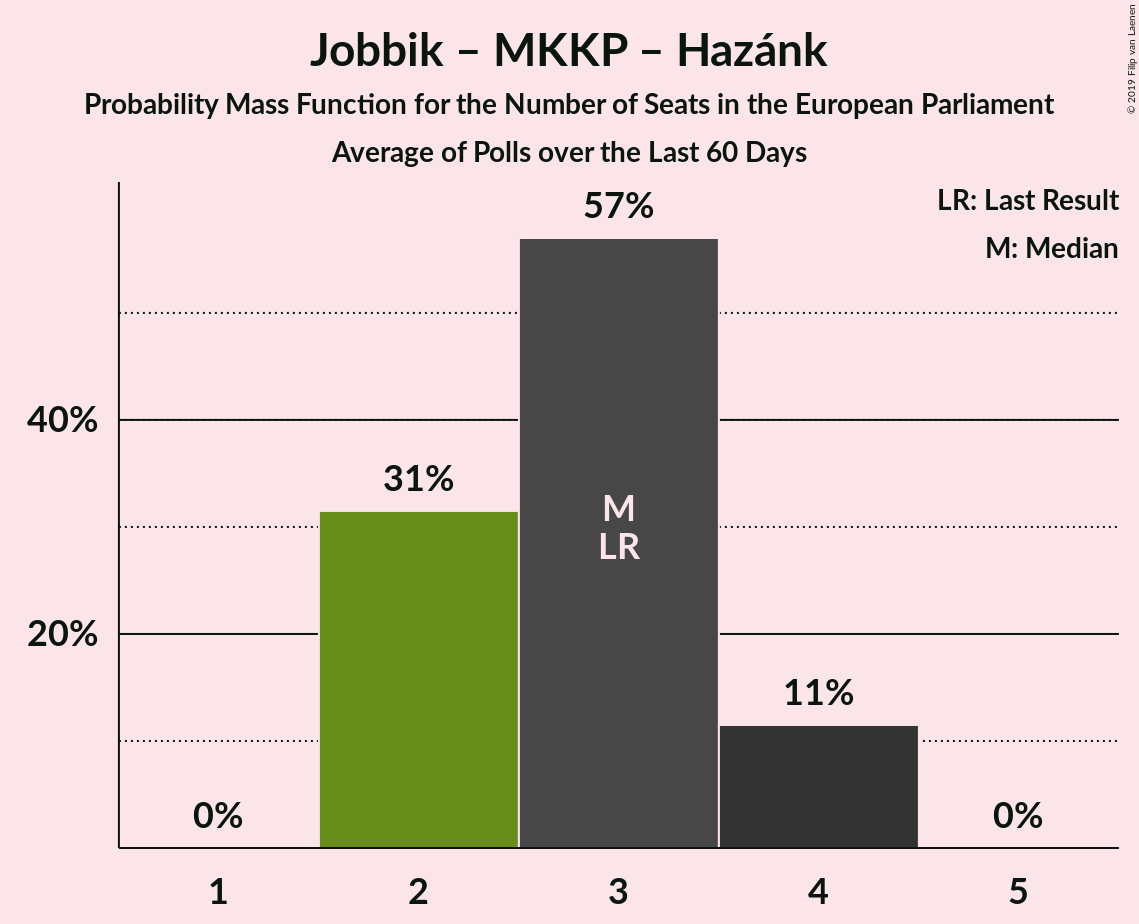 Jobbik – MKKP – Hazánk
Probability Mass Function for the Number of Seats in the European Parliament
Average of Polls over the Last 60 Days
© 2019 Filip van Laenen
LR: Last Result
M: Median
57%
40%
31%
M
LR
20%
11%
0%
0%
1
2
3
4
5